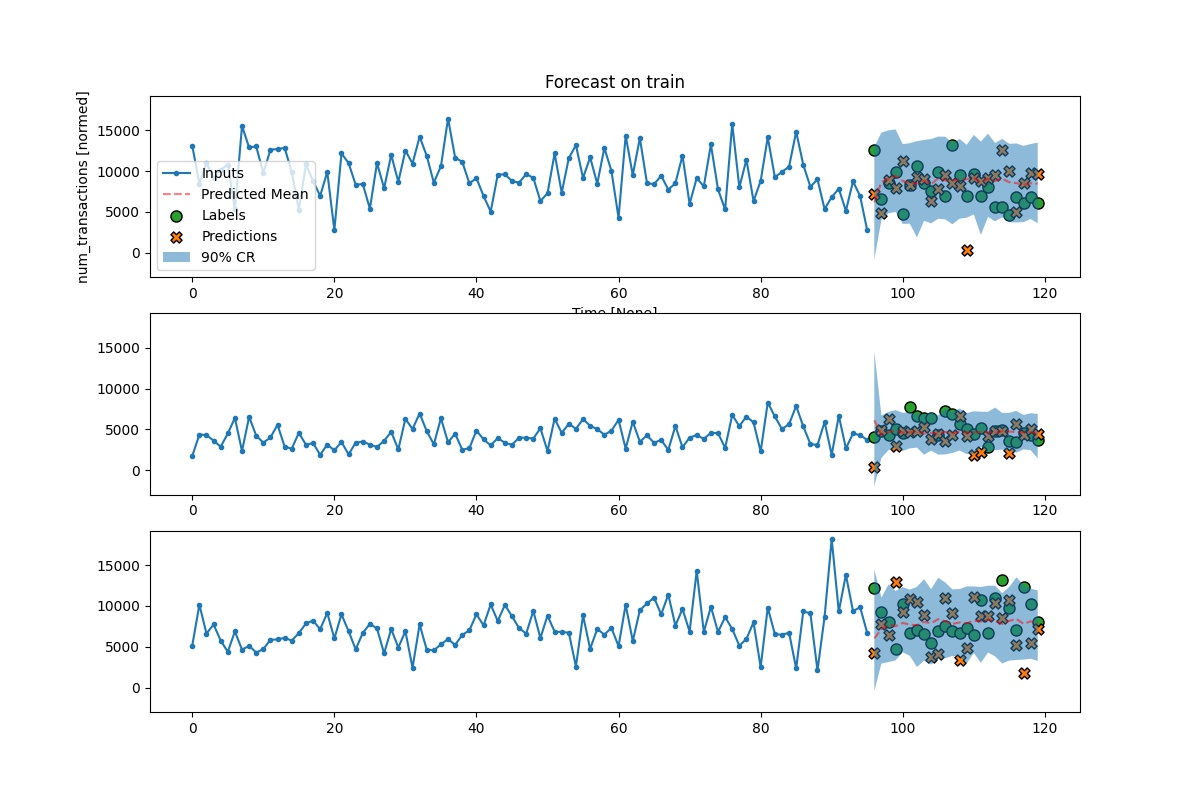 Forecast on train
num_transactions [normed]
15000
10000
5000
0
Inputs
Predicted Mean
Labels
Predictions
90% CR
0 20 40 60 80 100 120
Time [None]
15000
10000
5000
0
0 20 40 60 80 100 120
15000
10000
5000
0
0 20 40 60 80 100 120